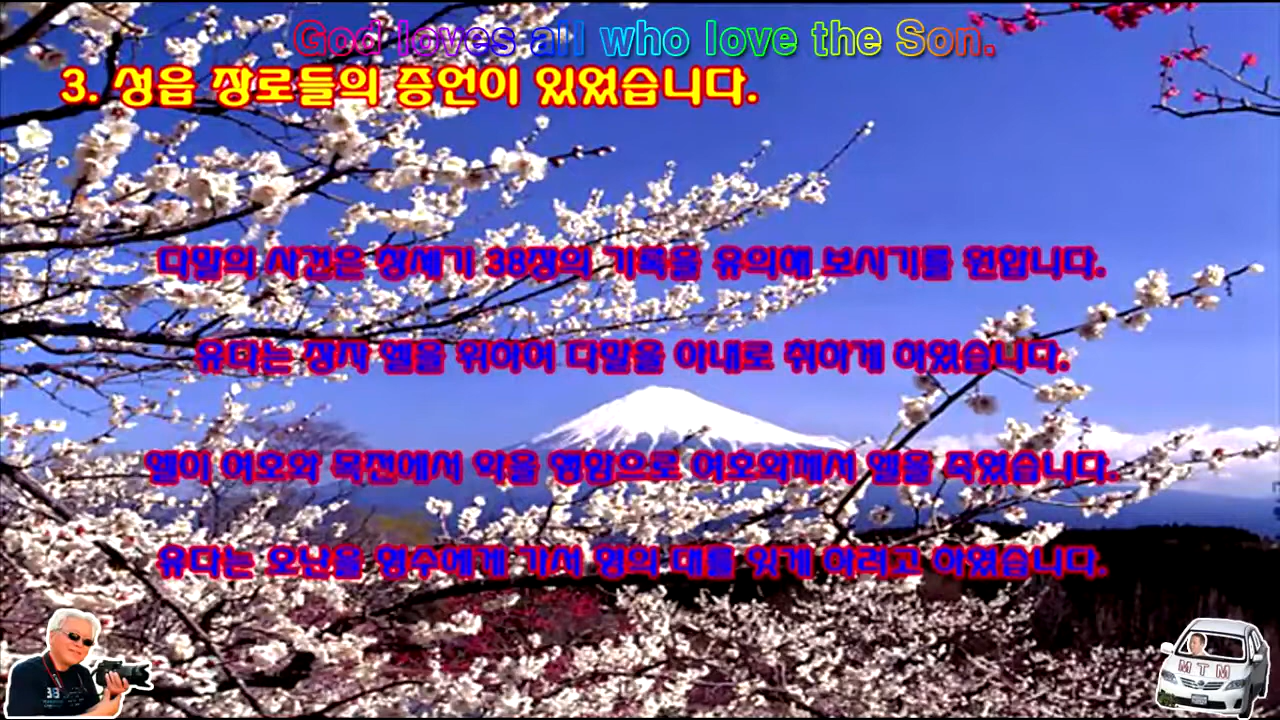 God loves all who love the Son.
3. 성읍 장로들의 증언이 있었습니다.
다말의 사건은 창세기 38장의 기록을 유의해 보시기를 원합니다.
유다는 장자 엘을 위하여 다말을 아내로 취하게 하였습니다.
엘이 여호와 목전에서 악을 행함으로 여호와께서 엘을 죽였습니다.
유다는 오난을 형수에게 가서 형의 대를 잇게 하려고 하였습니다.
M T M